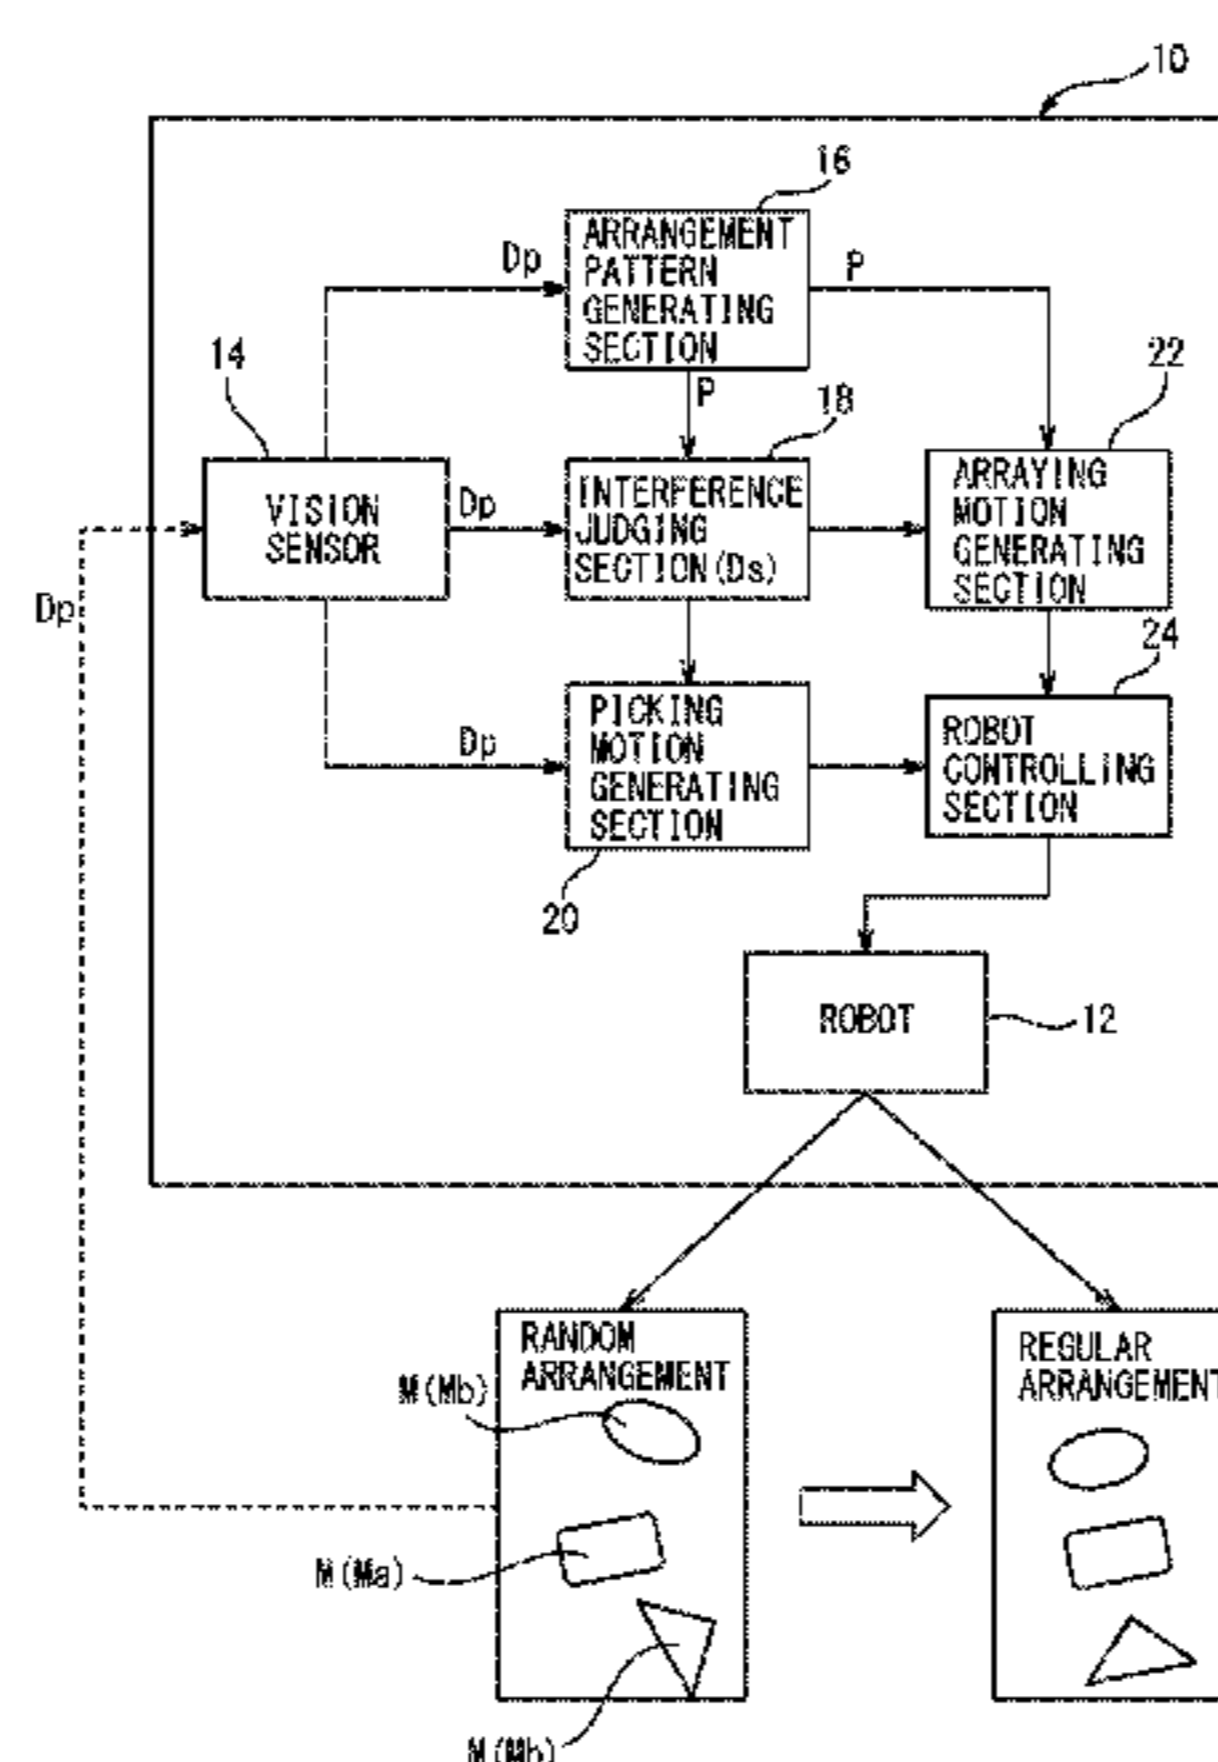 10
16
ARRANGEMENT
PATTERN
GENERATING
SECTION
Dp
P
14
P
18
22
VISION
SENSOR
Dp
INTERFERENCE
JUDGING
SECTION(Ds)
ARRAYING
MOTION
GENERATING
SECTION
Dp
24
PICKING
MOTION
GENERATING
SECTION
Dp
ROBOT
CONTROLLING
SECTION
20
ROBOT
12
RANDOM
ARRANGEMENT
REGULAR
ARRANGEMENT
M(Mb)
M(Ma)
M(Mb)